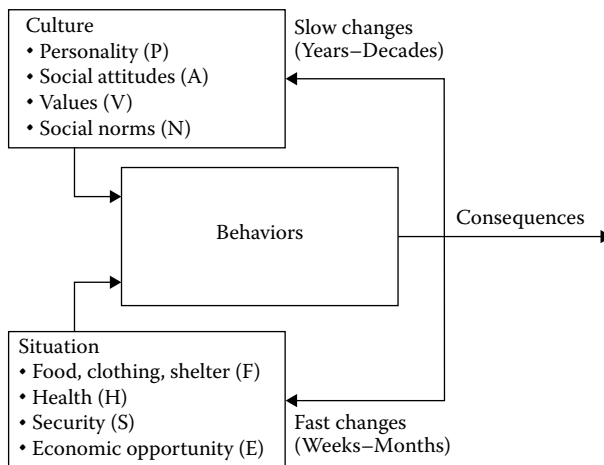 Culture
• Personality (P)
• Social attitudes (A)
• Values (V)
• Social norms (N)
Slow changes
(Years–Decades)
Behaviors
Consequences
Situation
• Food, clothing, shelter (F)
• Health (H)
• Security (S)
• Economic opportunity (E)
Fast changes
(Weeks–Months)